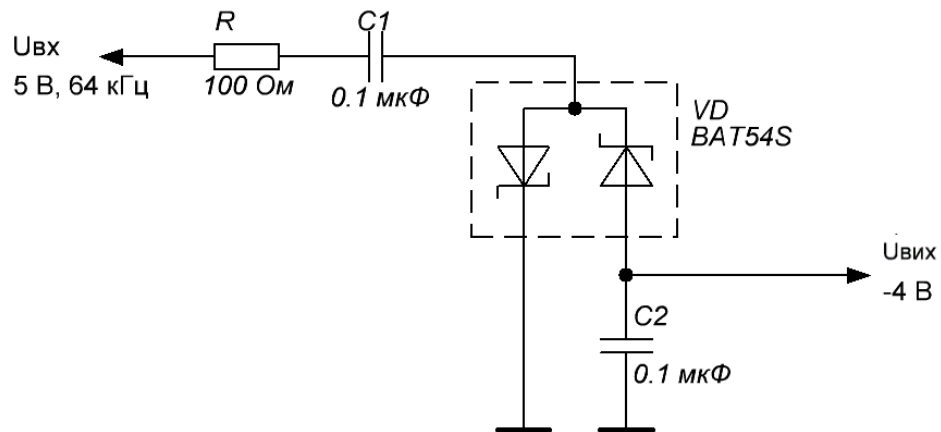 R
C1
Uвх
5 В, 64 кГц
100 Ом
0.1 мкФ
VD
BAT54S
Uвих
-4 В
C2
0.1 мкФ